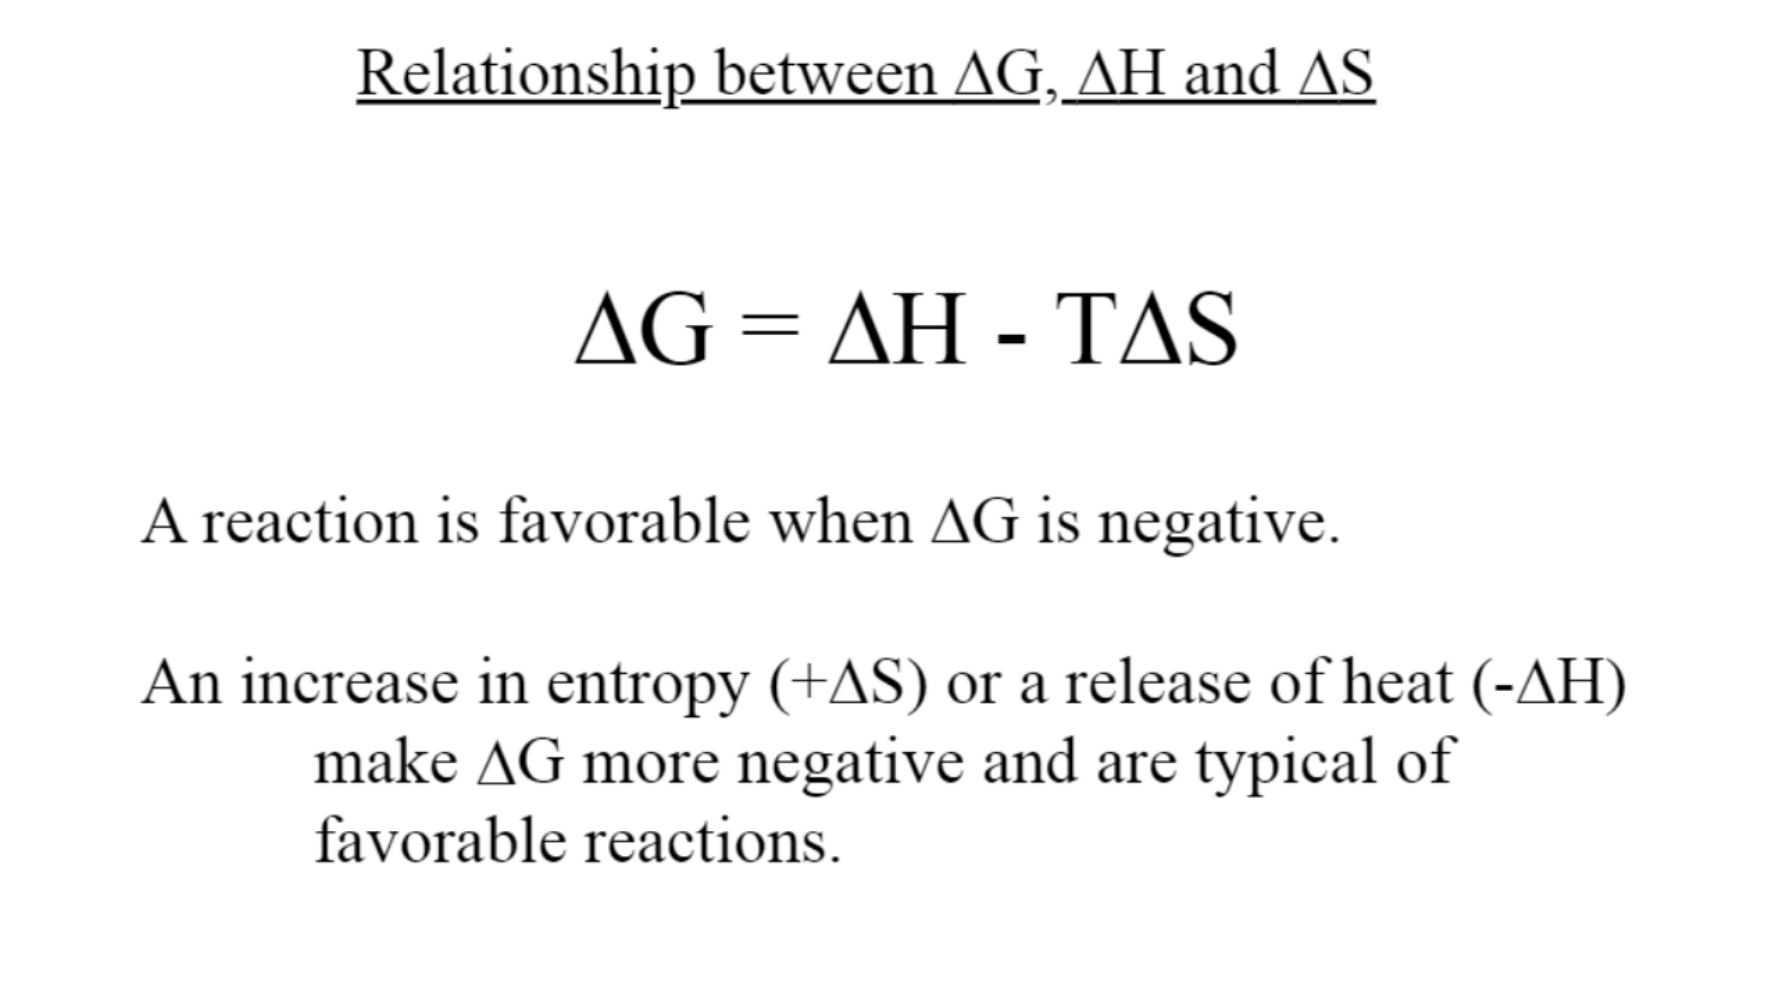 Relationship between ΔG, ΔH and ΔS
ΔG = ΔH - TΔS
A reaction is favorable when ΔG is negative.
An increase in entropy (+ΔS) or a release of heat (-ΔH)
make ΔG more negative and are typical of
favorable reactions.